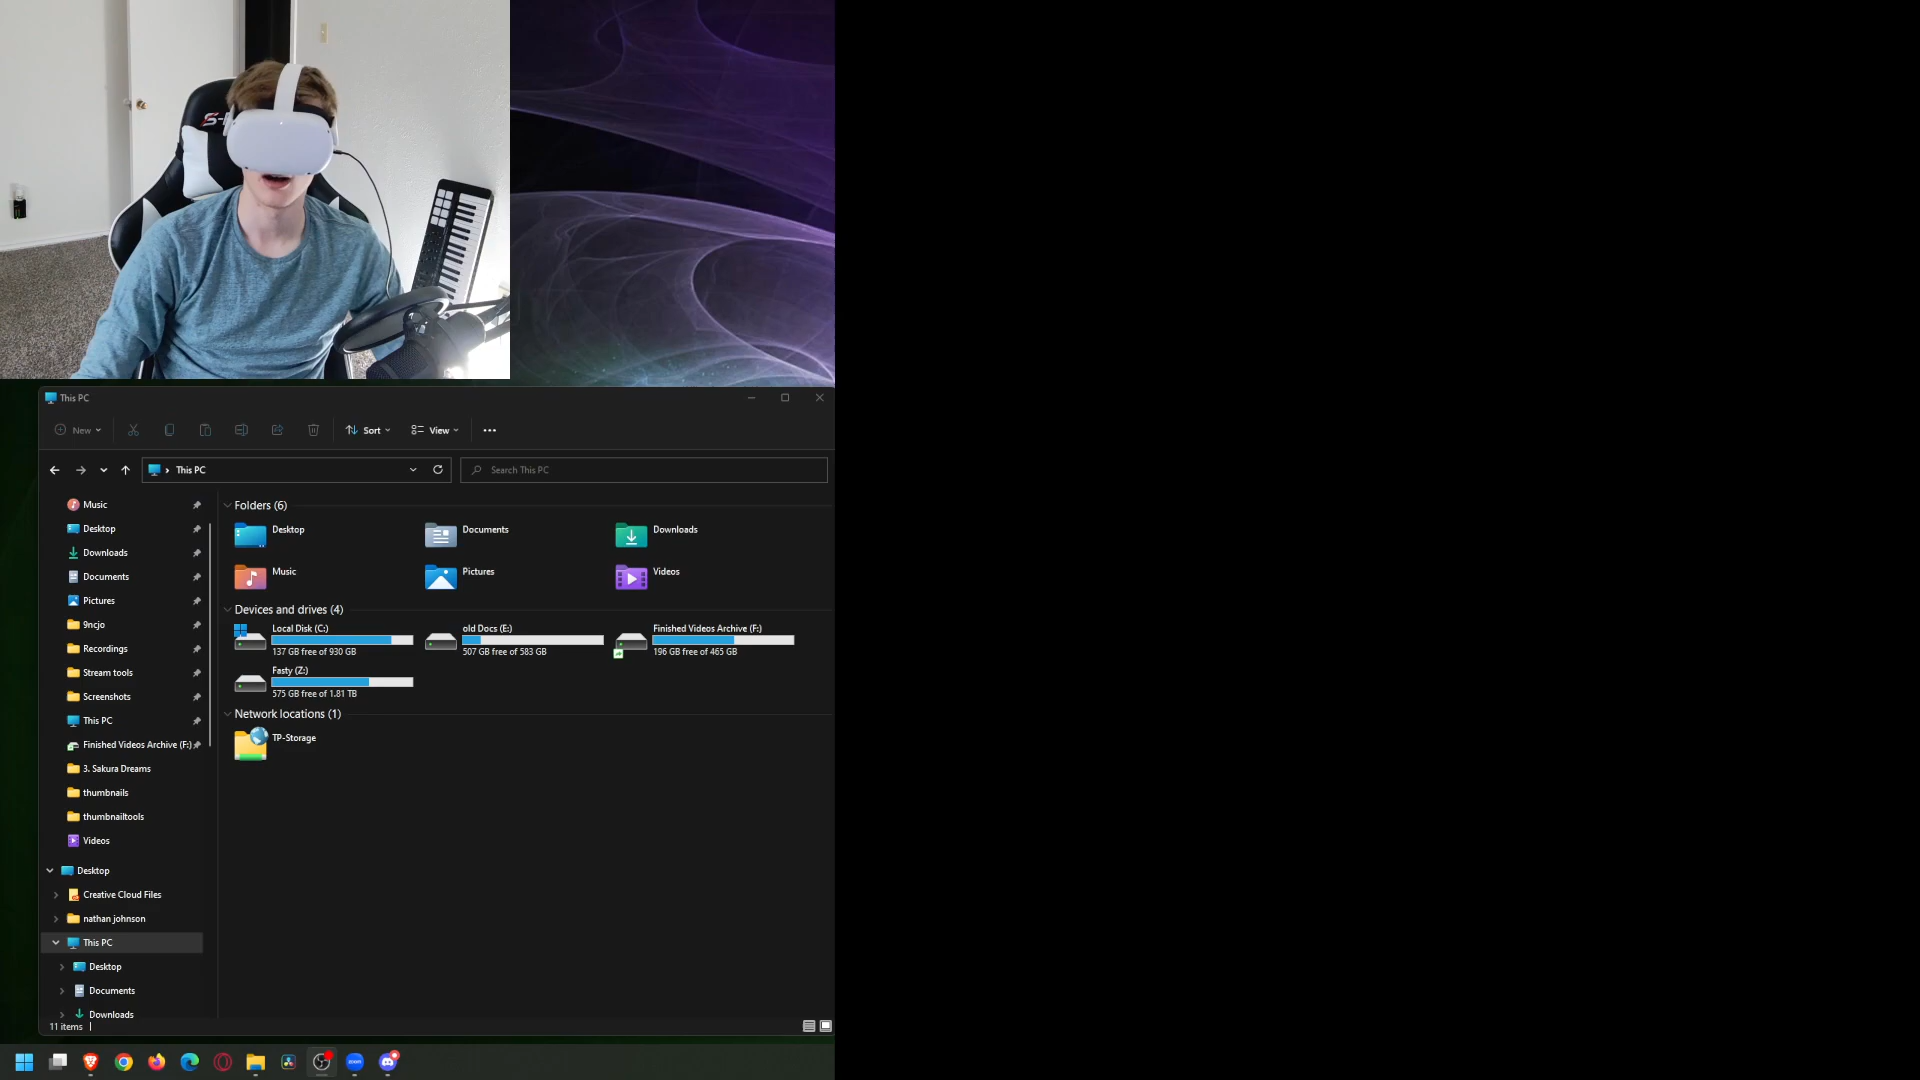 This PC
New
Sort
View
This PC
Search This PC
Music
Desktop
Downloads
Documents
Pictures
9ncjo
Recordings
Stream tools
Screenshots
This PC
Finished Videos Archive (F:)
3. Sakura Dreams
thumbnails
thumbnailtools
Videos
Desktop
Creative Cloud Files
nathan johnson
This PC
Desktop
Documents
Downloads
Folders (6)
Desktop
Documents
Downloads
Music
Pictures
Videos
Devices and drives (4)
Local Disk (C:)
137 GB free of 930 GB
old Docs (E:)
507 GB free of 583 GB
Finished Videos Archive (F:)
196 GB free of 465 GB
Fasty (Z:)
575 GB free of 1.81 TB
Network locations (1)
TP-Storage
11 items